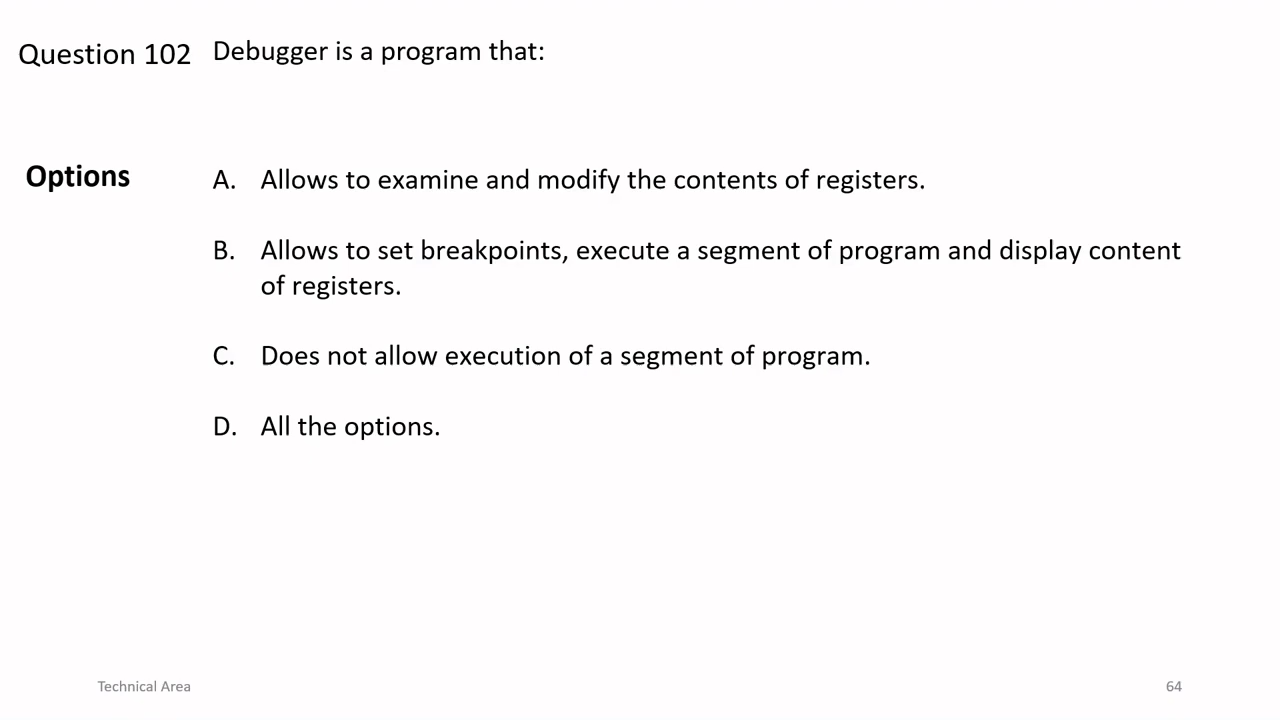 Question 102 Debugger is a program that:
Options
A. Allows to examine and modify the contents of registers.
B. Allows to set breakpoints, execute a segment of program and display content
of registers.
C. Does not allow execution of a segment of program.
D. All the options.
Technical Area
64